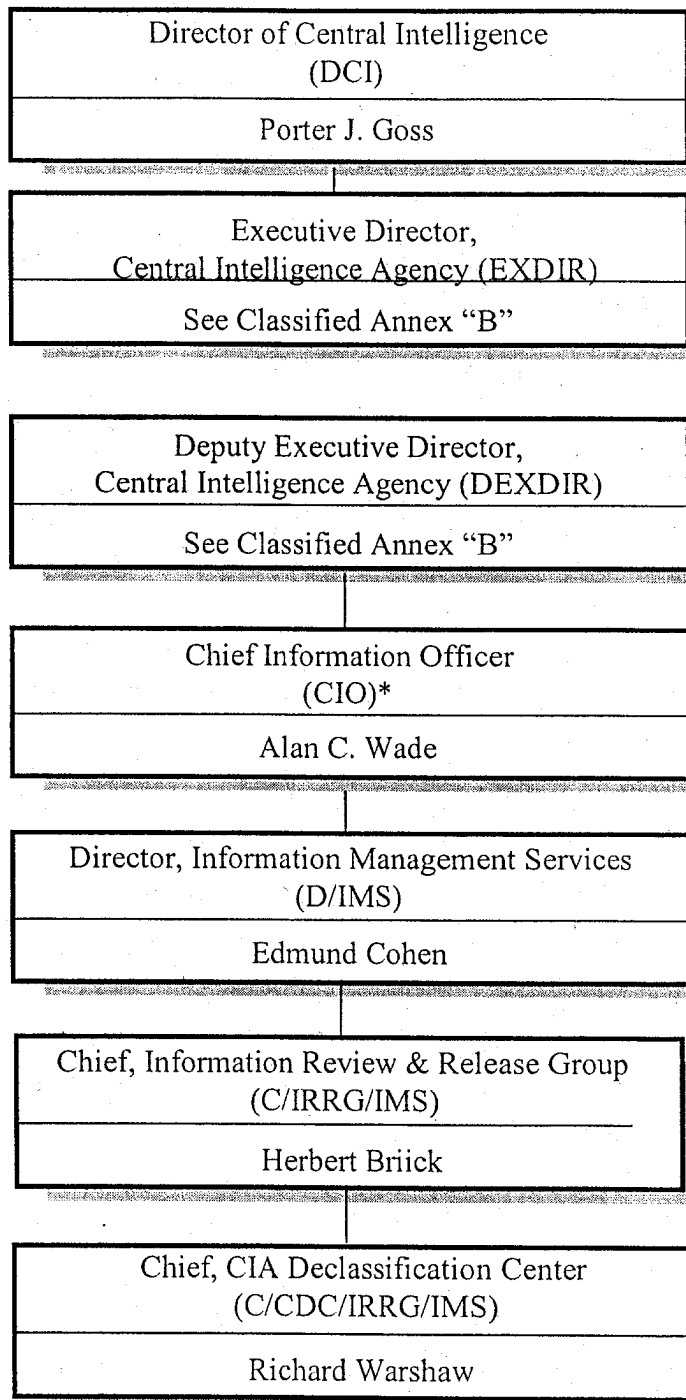 Director of Central Intelligence
(DCI)
Porter J. Goss
Executive Director,
Central Intelligence Agency (EXDIR)
See Classified Annex “B”
Deputy Executive Director,
Central Intelligence Agency (DEXDIR)
See Classified Annex “B”
Chief Information Officer
(CIO)*
Alan C. Wade
Director, Information Management Services
(D/IMS)
Edmund Cohen
Chief, Information Review & Release Group
(C/IRRG/IMS)
Herbert Briick
Chief, CIA Declassification Center
(C/CDC/IRRG/IMS)
Richard Warshaw